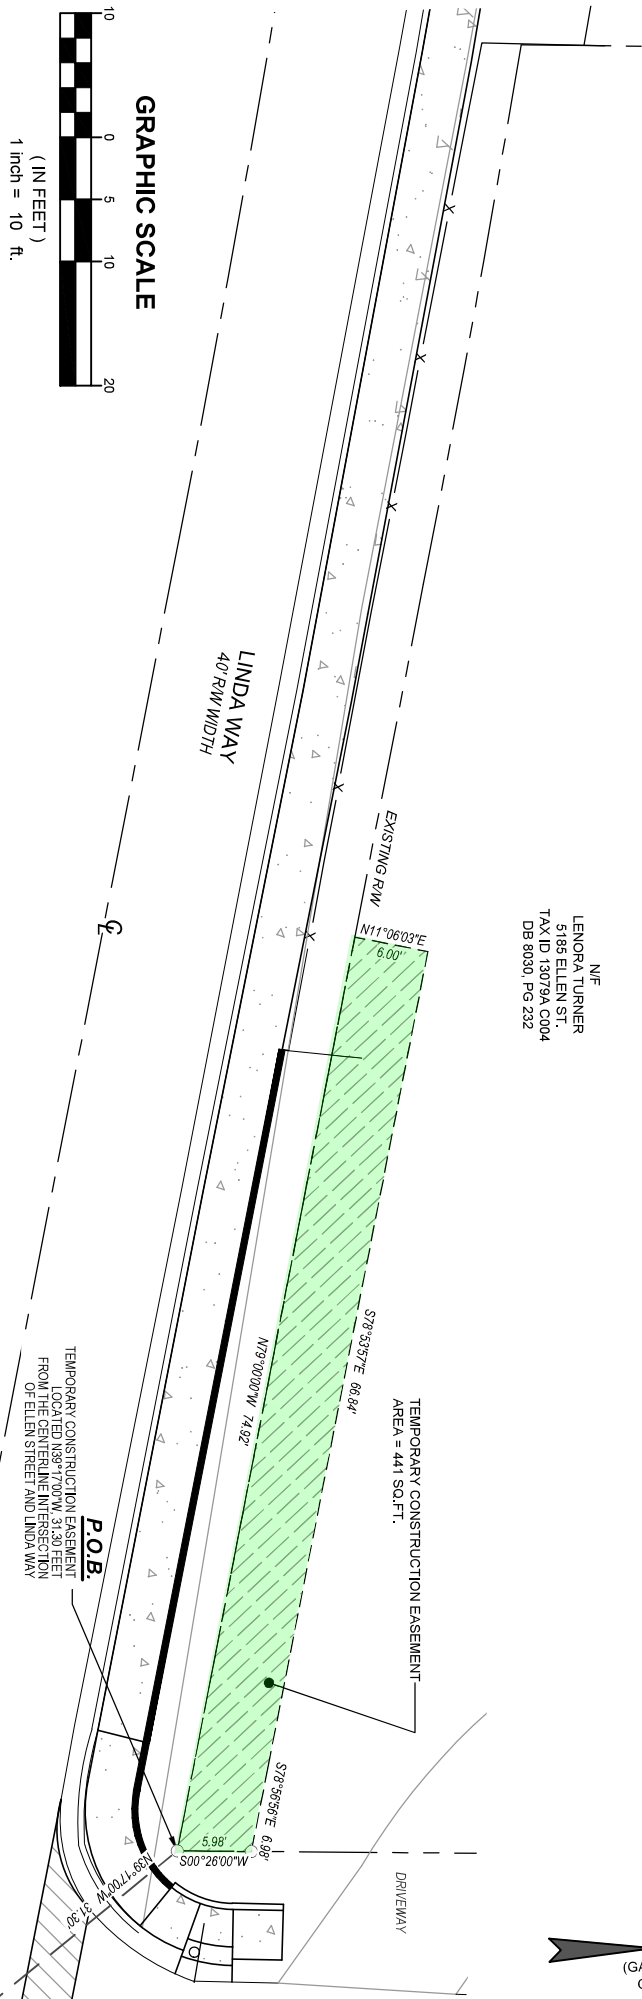 GRAPHIC SCALE
10
0
5
10
20
( IN FEET )
1 inch = 10 ft.
LINDA WAY
40' R/W WIDTH
EXISTING R/W
N/F
LENORA TURNER
5185 ELLEN ST.
TAX ID 13079A C004
DB 8030, PG 232
N11°06'03"E
6.00'
X
X
X
X
X
CL
S78°53'57"E 66.84'
N79°00'00"W 74.92'
TEMPORARY CONSTRUCTION EASEMENT
AREA = 441 SQ.FT.
P.O.B.
TEMPORARY CONSTRUCTION EASEMENT
LOCATED N39°17'00"W, 31.30 FEET
FROM THE CENTERLINE INTERSECTION
OF ELLEN STREET AND LINDA WAY
S78°56'56"E 6.98'
5.98'
S00°26'00"W
N39°17'00"W 31.30'
DRIVEWAY
(GA